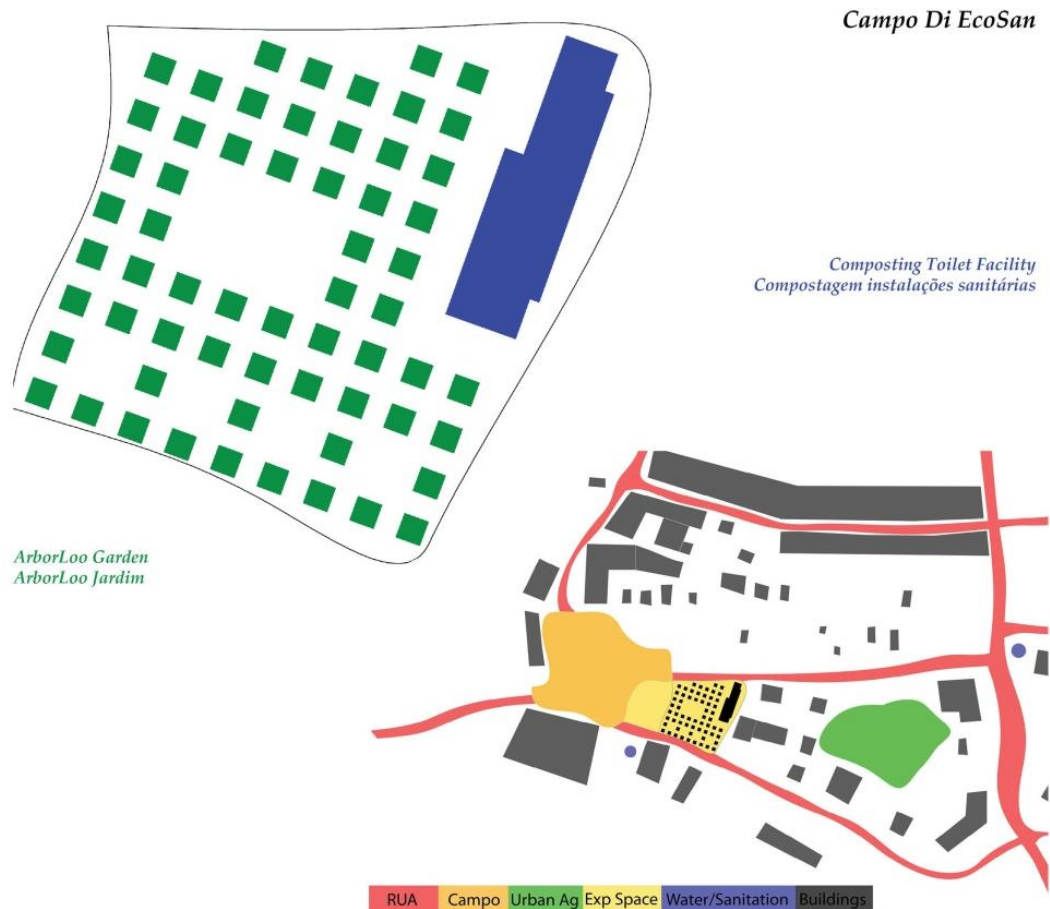 Campo Di EcoSan
Composting Toilet Facility
Compostagem instalações sanitárias
ArborLoo Garden
ArborLoo Jardim
RUA Campo Urban Ag Exp Space Water/Sanitation Buildings